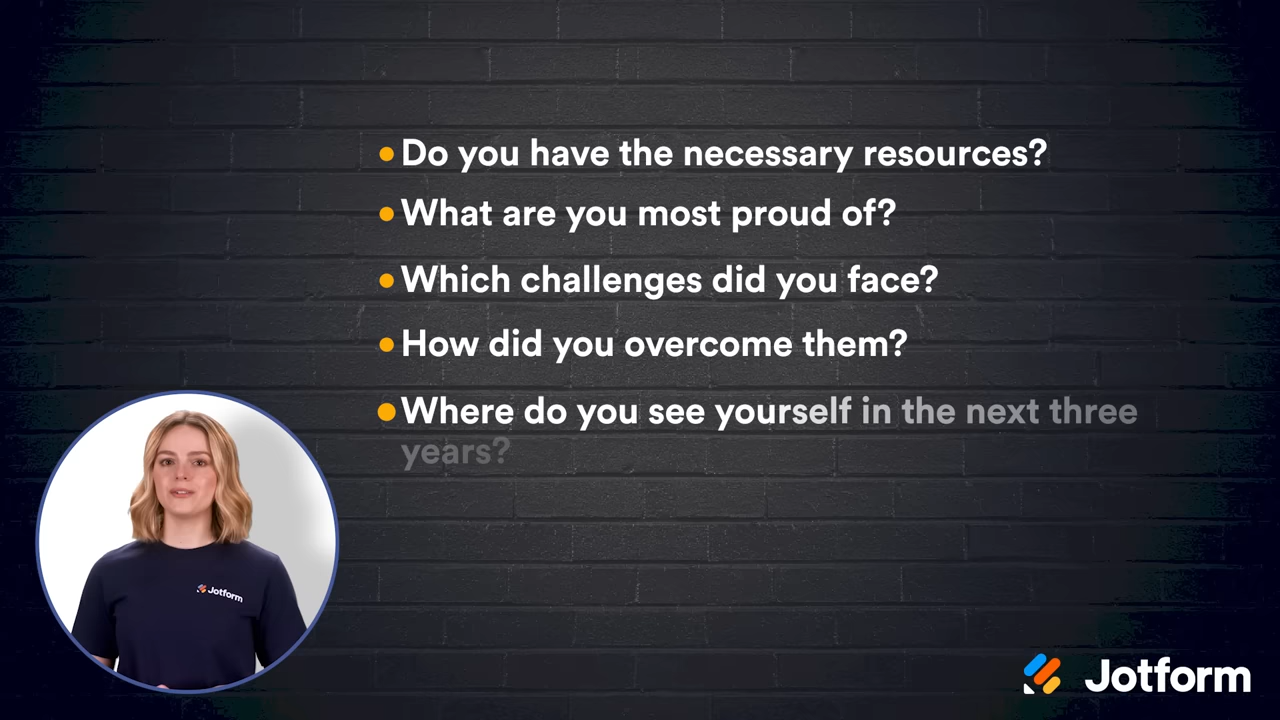 Do you have the necessary resources?
What are you most proud of?
Which challenges did you face?
How did you overcome them?
Where do you see yourself in the next three
years?
Jotform
Jotform